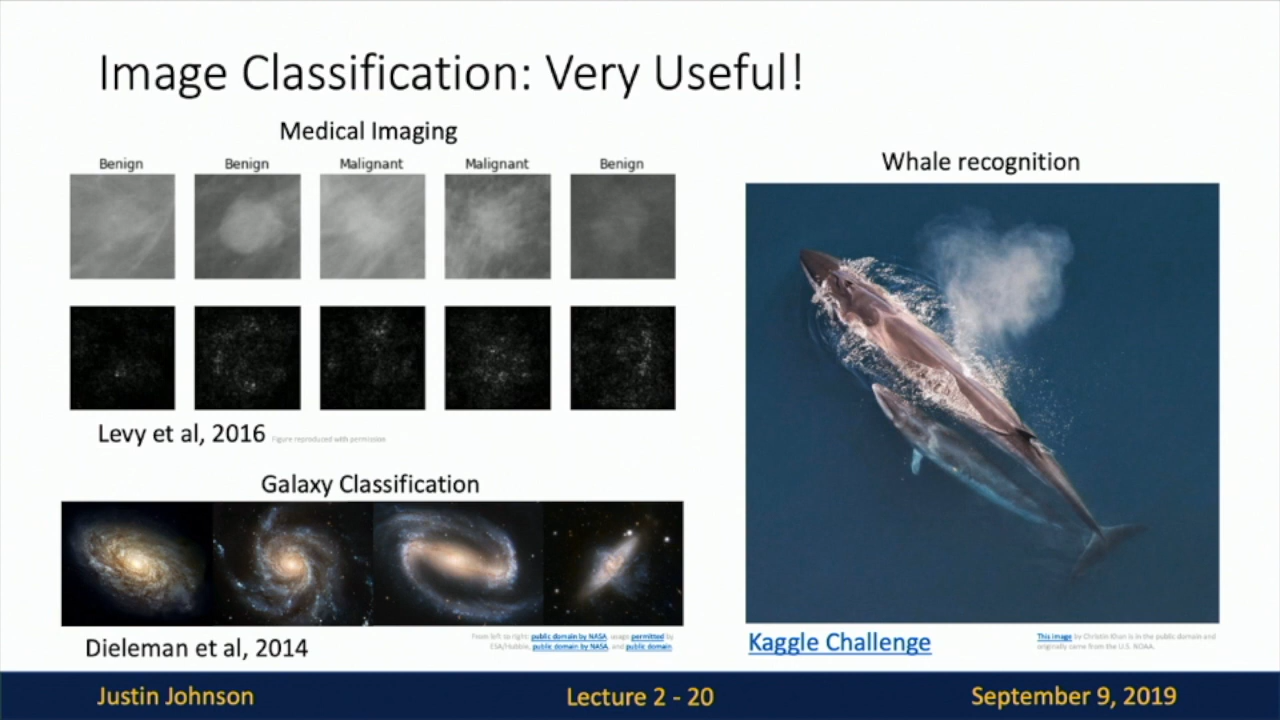 Image Classification: Very Useful!
Medical Imaging
Benign Benign Malignant Malignant Benign
Levy et al, 2016 Figure reproduced with permission
Galaxy Classification
Dieleman et al, 2014
From left to right: public domain by NASA, usage permitted by
ESA/Hubble, public domain by NASA, and public domain.
Whale recognition
Kaggle Challenge
This image by Christin Khan is in the public domain and
originally came from the U.S. NOAA.
Justin Johnson
Lecture 2 - 20
September 9, 2019